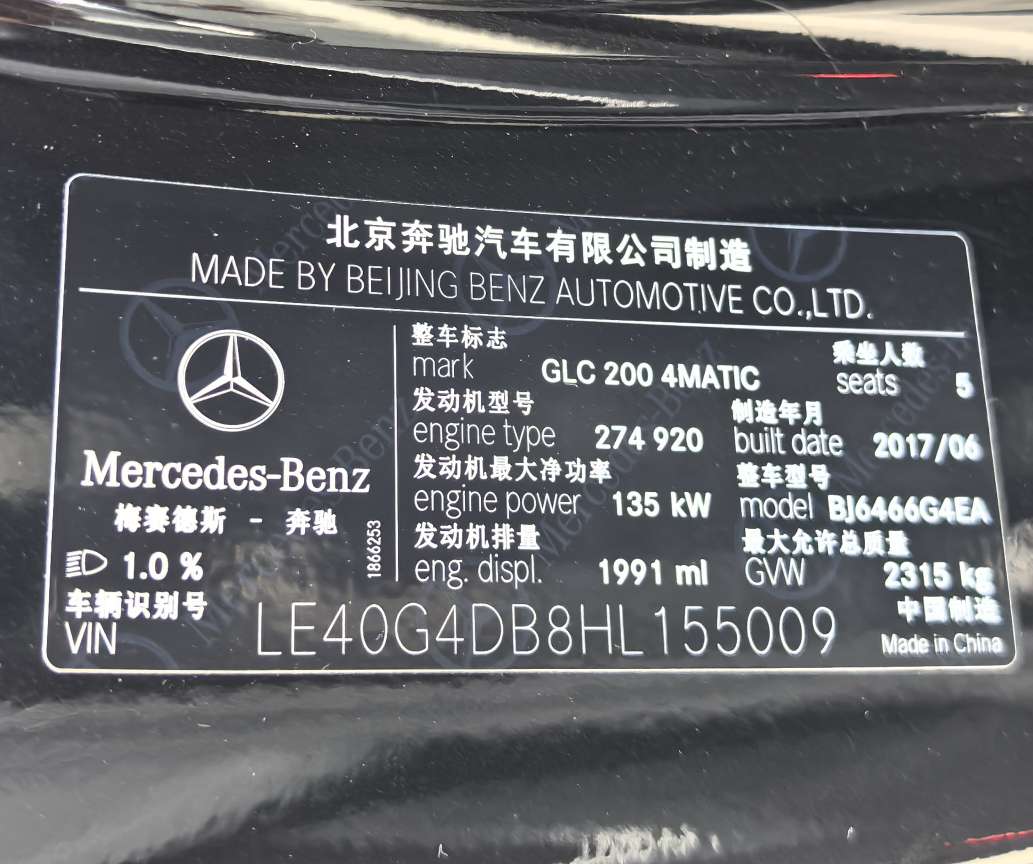 北京奔驰汽车有限公司制造
MADE BY BEIJING BENZ AUTOMOTIVE CO.,LTD.
Mercedes-Benz
梅赛德斯 - 奔驰
1.0 %
1866253
整车标志
mark GLC 200 4MATIC
乘坐人数
seats 5
发动机型号
engine type 274 920
制造年月
built date 2017/06
发动机最大净功率
engine power 135 kW
整车型号
model BJ6466G4EA
发动机排量
eng. displ. 1991 ml
最大允许总质量
GVW 2315 kg
车辆识别号
VIN LE40G4DB8HL155009
中国制造
Made in China